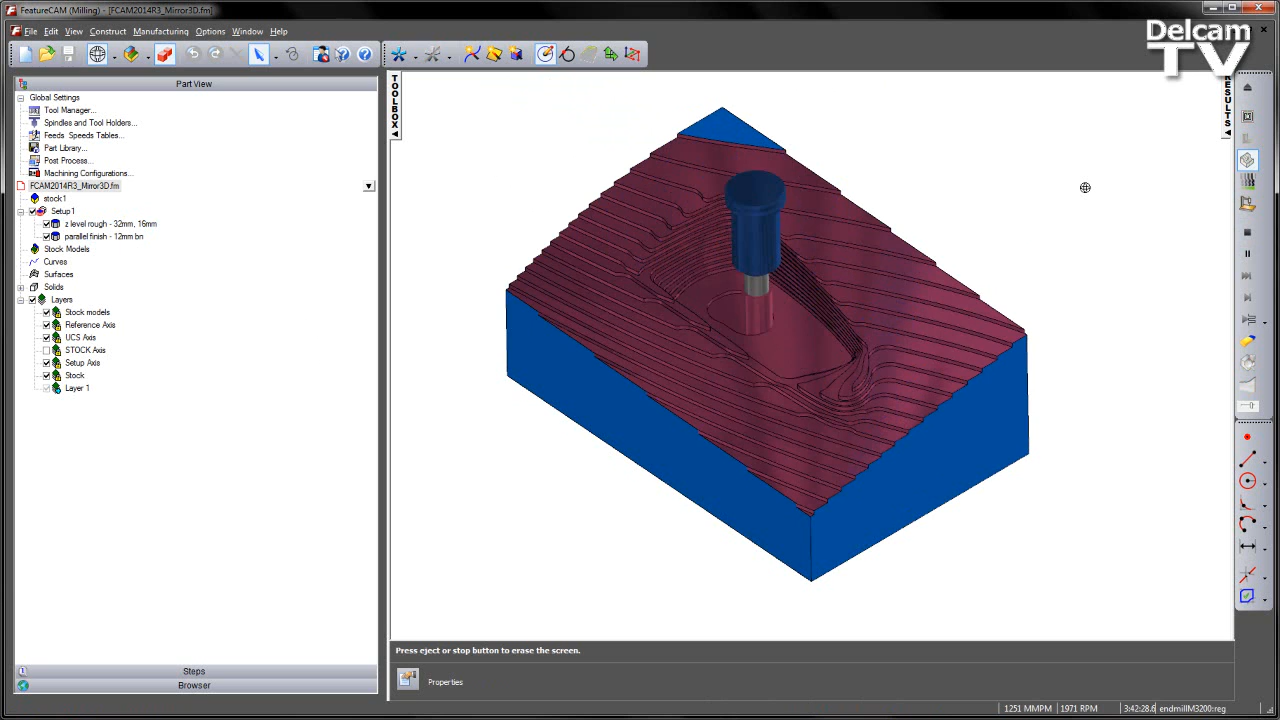 FeatureCAM (Milling) - [FCAM2014R3_Mirror3D.fm]
File Edit View Construct Manufacturing Options Window Help
Delcam
TV
Part View
TOOLBOX
RESULTS
Global Settings
Tool Manager...
Spindles and Tool Holders...
Feeds Speeds Tables...
Part Library...
Post Process...
Machining Configurations...
FCAM2014R3_Mirror3D.fm
stock1
Setup1
z level rough - 32mm, 16mm
parallel finish - 12mm bn
Stock Models
Curves
Surfaces
Solids
Layers
Stock models
Reference Axis
UCS Axis
STOCK Axis
Setup Axis
Stock
Layer 1
Press eject or stop button to erase the screen.
Steps
Properties
Browser
1251 MMPM 1971 RPM 3:42:28.6 endmillM3200:reg